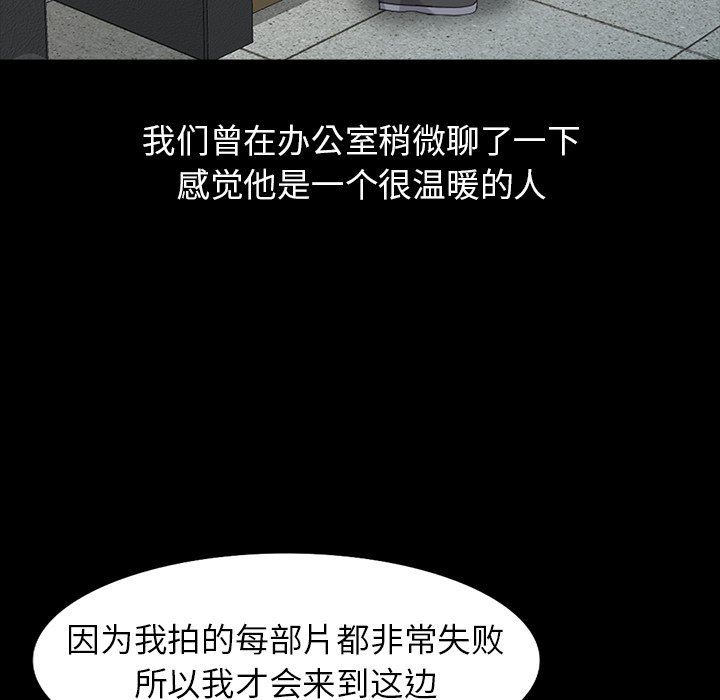 我们曾在办公室稍微聊了一下
感觉他是一个很温暖的人
因为我拍的每部片都非常失败
所以我才会来到这边